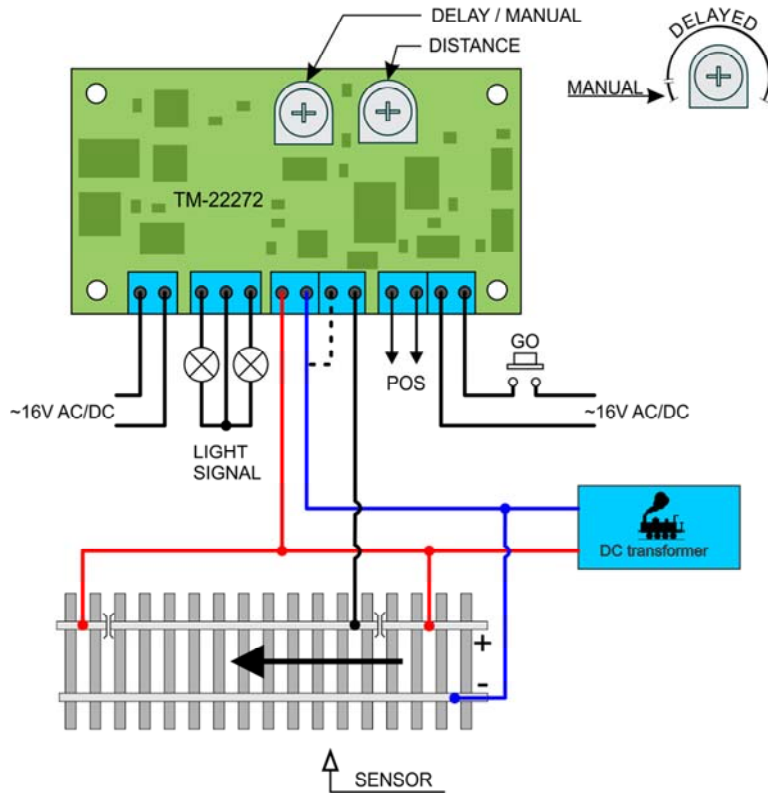 DELAY / MANUAL
DISTANCE
DELAYED
MANUAL
TM-22272
GO
~16V AC/DC
POS
~16V AC/DC
LIGHT
SIGNAL
DC transformer
+
-
SENSOR